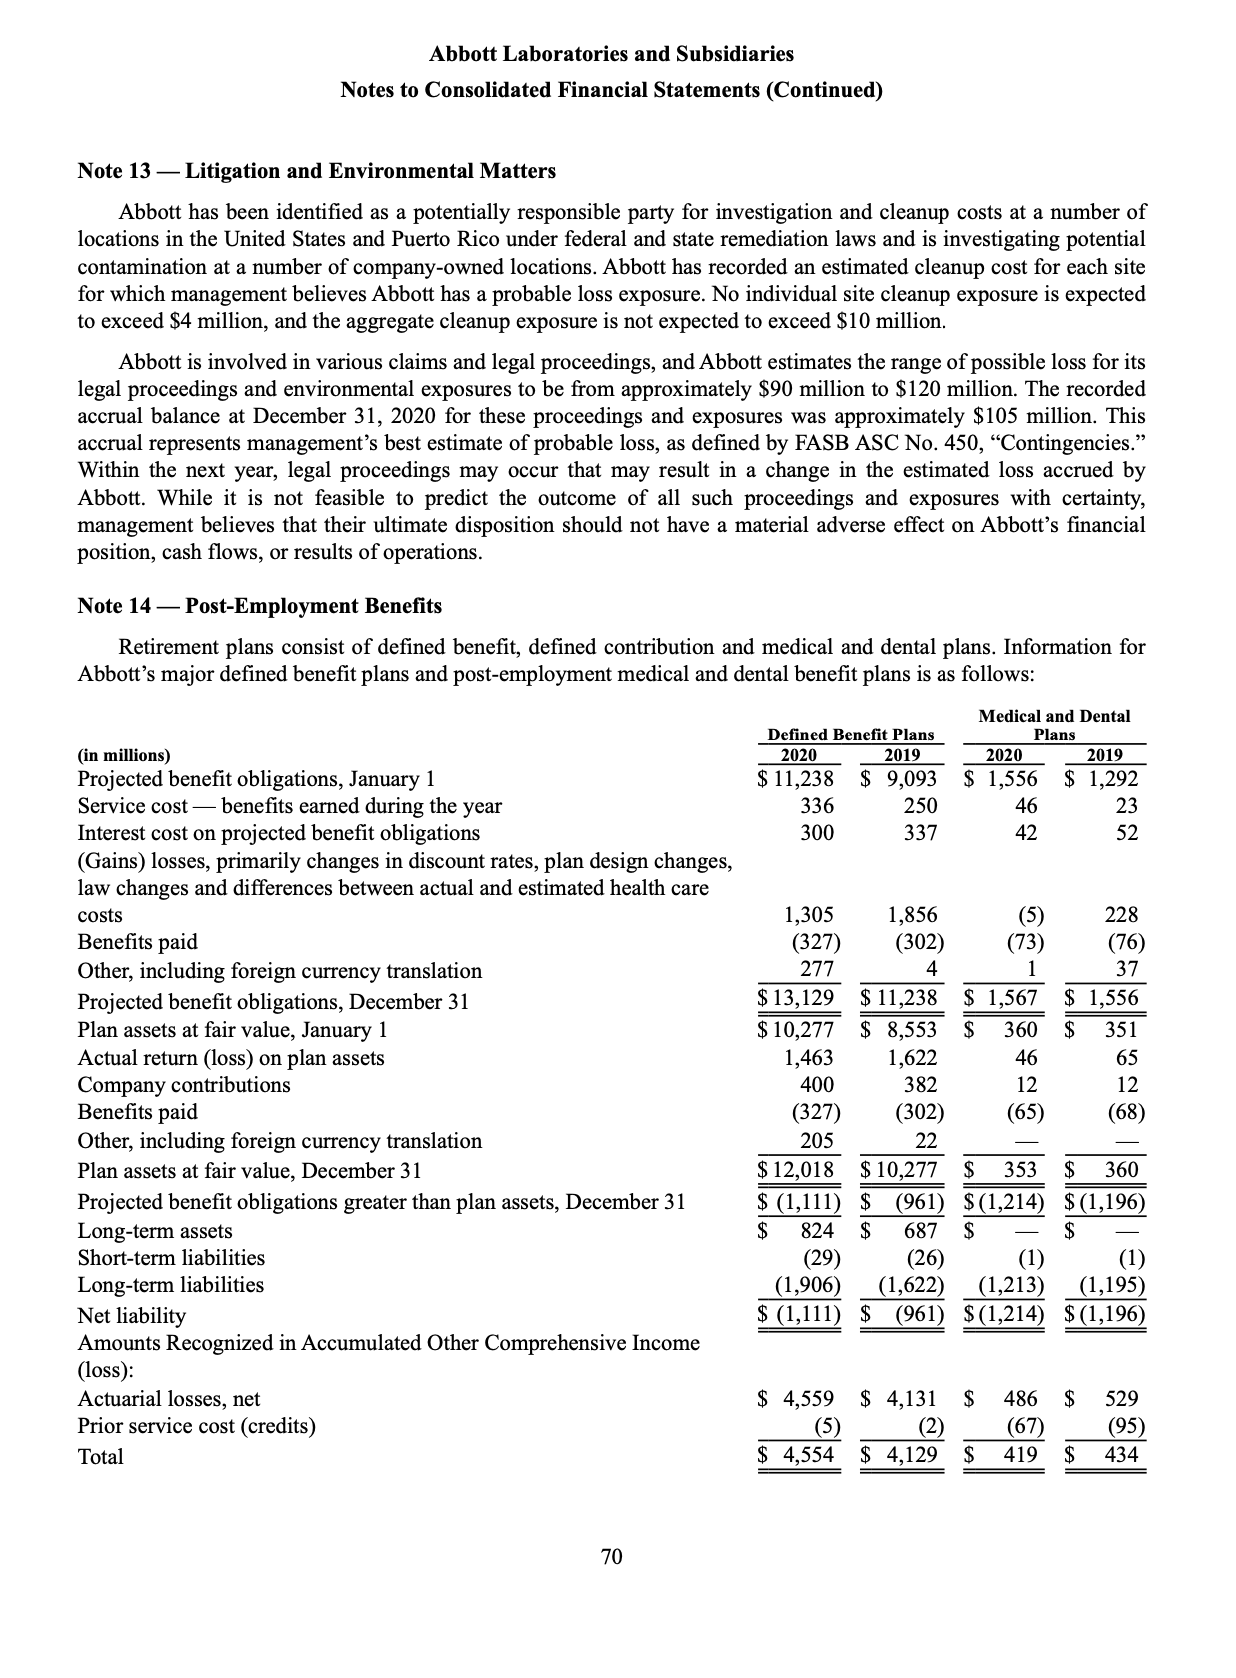 Abbott Laboratories and Subsidiaries
Notes to Consolidated Financial Statements (Continued)
Note 13 — Litigation and Environmental Matters
Abbott has been identified as a potentially responsible party for investigation and cleanup costs at a number of
locations in the United States and Puerto Rico under federal and state remediation laws and is investigating potential
contamination at a number of company-owned locations. Abbott has recorded an estimated cleanup cost for each site
for which management believes Abbott has a probable loss exposure. No individual site cleanup exposure is expected
to exceed $4 million, and the aggregate cleanup exposure is not expected to exceed $10 million.
Abbott is involved in various claims and legal proceedings, and Abbott estimates the range of possible loss for its
legal proceedings and environmental exposures to be from approximately $90 million to $120 million. The recorded
accrual balance at December 31, 2020 for these proceedings and exposures was approximately $105 million. This
accrual represents management’s best estimate of probable loss, as defined by FASB ASC No. 450, “Contingencies.”
Within the next year, legal proceedings may occur that may result in a change in the estimated loss accrued by
Abbott. While it is not feasible to predict the outcome of all such proceedings and exposures with certainty,
management believes that their ultimate disposition should not have a material adverse effect on Abbott’s financial
position, cash flows, or results of operations.
Note 14 — Post-Employment Benefits
Retirement plans consist of defined benefit, defined contribution and medical and dental plans. Information for
Abbott’s major defined benefit plans and post-employment medical and dental benefit plans is as follows:
Medical and Dental
Defined Benefit Plans Plans
(in millions) 2020 2019 2020 2019
Projected benefit obligations, January 1 $ 11,238 $ 9,093 $ 1,556 $ 1,292
Service cost — benefits earned during the year 336 250 46 23
Interest cost on projected benefit obligations 300 337 42 52
(Gains) losses, primarily changes in discount rates, plan design changes,
law changes and differences between actual and estimated health care
costs 1,305 1,856 (5) 228
Benefits paid (327) (302) (73) (76)
Other, including foreign currency translation 277 4 1 37
Projected benefit obligations, December 31 $ 13,129 $ 11,238 $ 1,567 $ 1,556
Plan assets at fair value, January 1 $ 10,277 $ 8,553 $ 360 $ 351
Actual return (loss) on plan assets 1,463 1,622 46 65
Company contributions 400 382 12 12
Benefits paid (327) (302) (65) (68)
Other, including foreign currency translation 205 22 — —
Plan assets at fair value, December 31 $ 12,018 $ 10,277 $ 353 $ 360
Projected benefit obligations greater than plan assets, December 31 $ (1,111) $ (961) $ (1,214) $ (1,196)
Long-term assets $ 824 $ 687 $ — $ —
Short-term liabilities (29) (26) (1) (1)
Long-term liabilities (1,906) (1,622) (1,213) (1,195)
Net liability $ (1,111) $ (961) $ (1,214) $ (1,196)
Amounts Recognized in Accumulated Other Comprehensive Income
(loss):
Actuarial losses, net $ 4,559 $ 4,131 $ 486 $ 529
Prior service cost (credits) (5) (2) (67) (95)
Total $ 4,554 $ 4,129 $ 419 $ 434
70